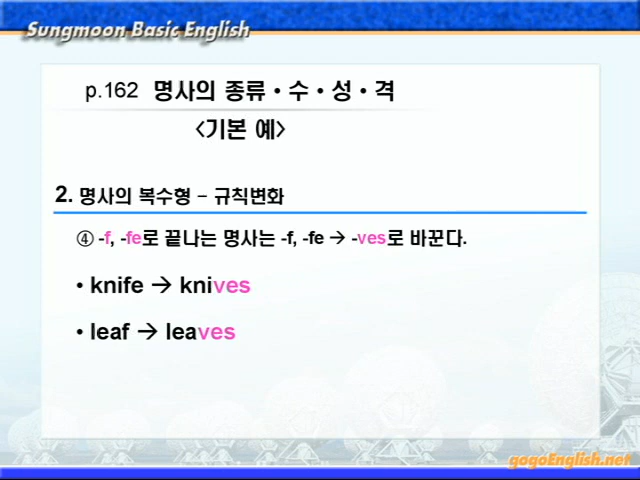 Sungmoon Basic English
p.162 명사의 종류 • 수 • 성 • 격
<기본 예>
2. 명사의 복수형 – 규칙변화
④ -f, -fe로 끝나는 명사는 -f, -fe → -ves로 바꾼다.
• knife → knives
• leaf → leaves
gogoEnglish.net